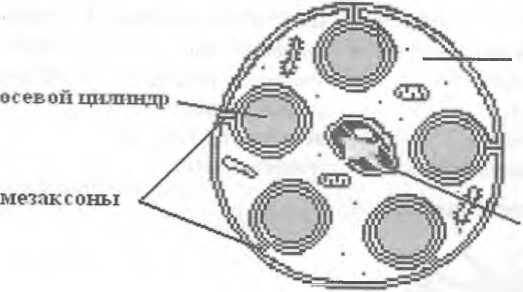 осевой цилиндр
мезаксоны